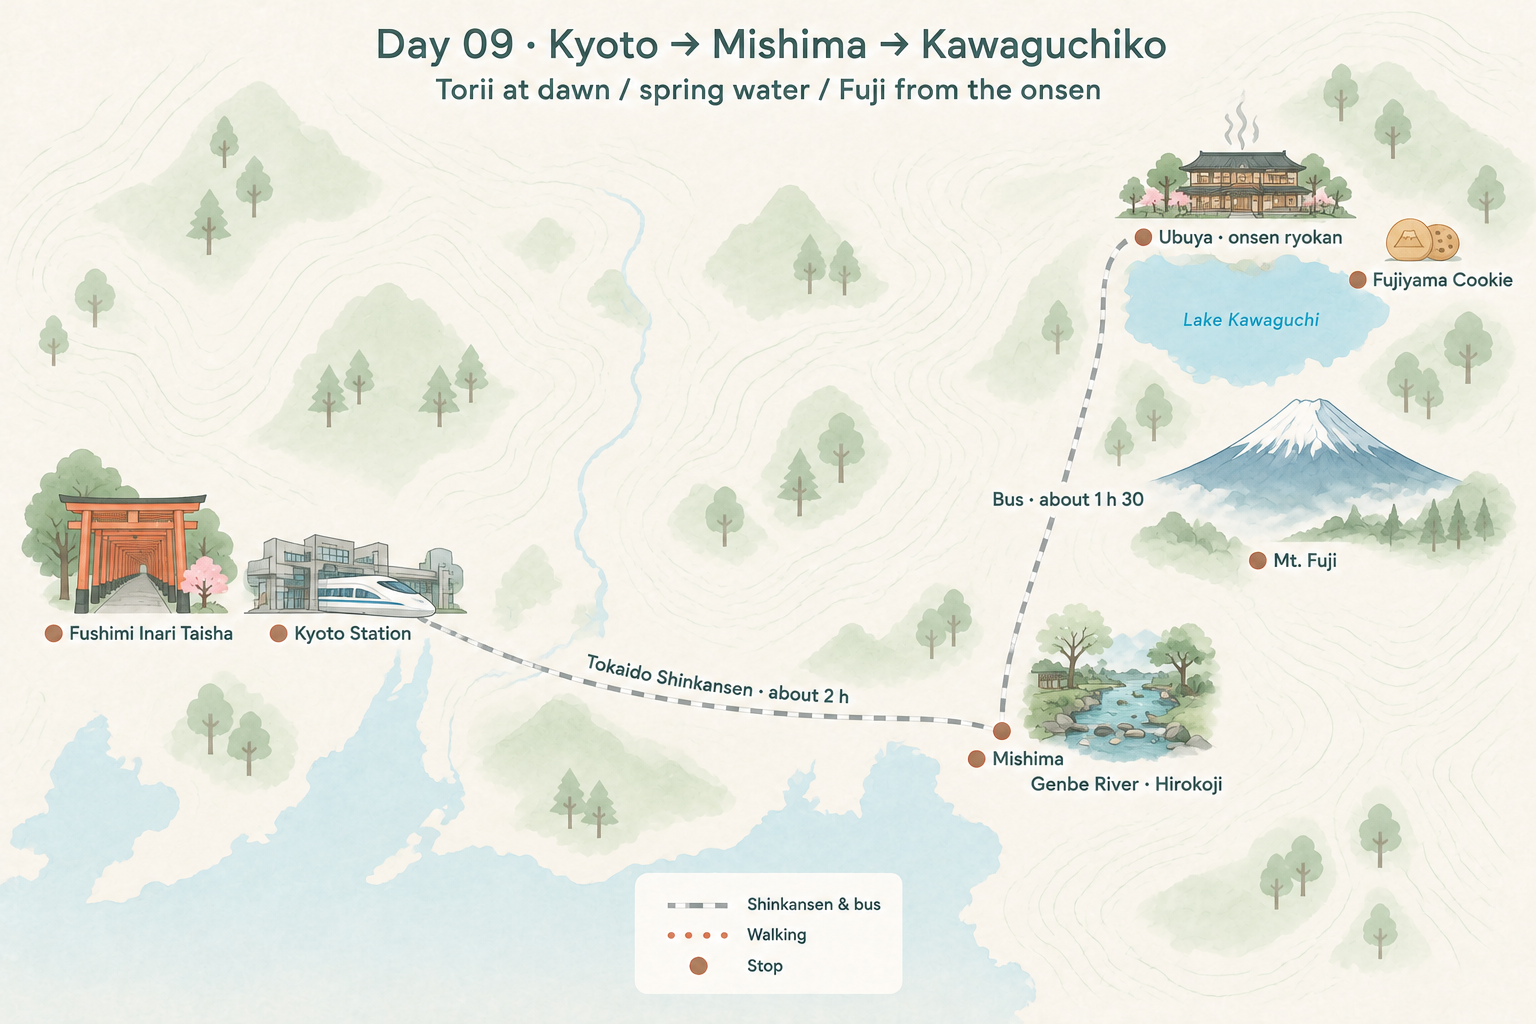 Day 09 · Kyoto → Mishima → Kawaguchiko
Torii at dawn / spring water / Fuji from the onsen
Ubuya · onsen ryokan
Fujiyama Cookie
Lake Kawaguchi
Bus · about 1 h 30
Mt. Fuji
Fushimi Inari Taisha
Kyoto Station
Tokaido Shinkansen · about 2 h
Mishima
Genbe River · Hirokoji
Shinkansen & bus
Walking
Stop